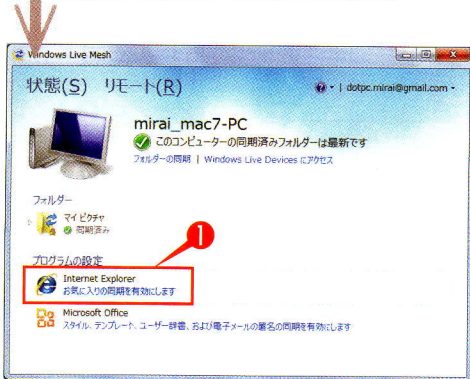 Windows Live Mesh
状態(S) リモート(R)
dotpc.mirai@gmail.com
mirai_mac7-PC
このコンピューターの同期済みフォルダーは最新です
フォルダーの同期 | Windows Live Devices にアクセス
フォルダー
マイ ピクチャ
同期済み
プログラムの設定
1
Internet Explorer
お気に入りの同期を有効にします
Microsoft Office
スタイル、テンプレート、ユーザー辞書、および電子メールの署名の同期を有効にします